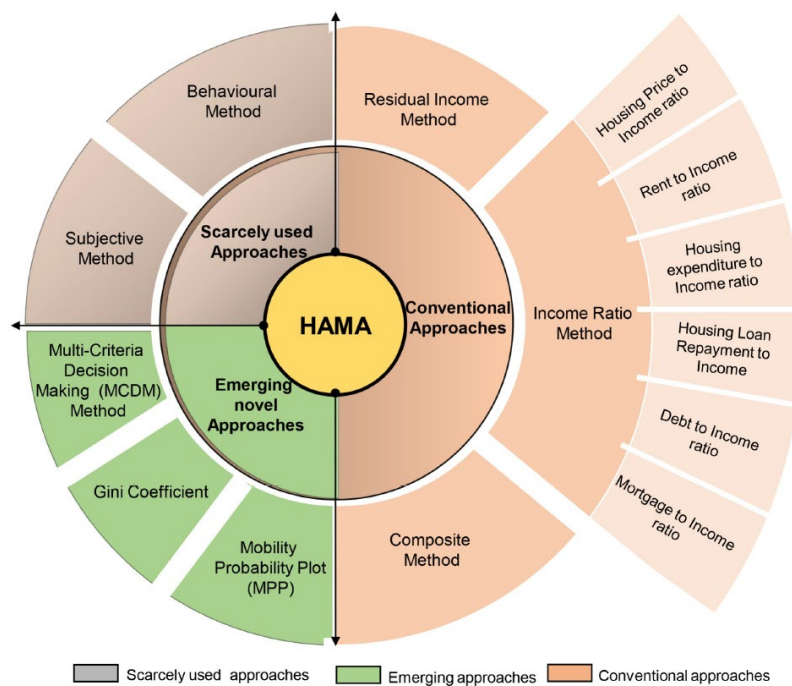 Behavioural
Method
Residual Income
Method
Housing Price to
Income ratio
Rent to Income
ratio
Subjective
Method
Scarcely used
Approaches
Housing
expenditure to
Income ratio
HAMA
Conventional
Approaches
Income Ratio
Method
Housing Loan
Repayment to
Income
Multi-Criteria
Decision
Making (MCDM)
Method
Emerging
novel
Approaches
Debt to Income
ratio
Gini Coefficient
Mortgage to Income
ratio
Mobility
Probability Plot
(MPP)
Composite
Method
Scarcely used approaches
Emerging approaches
Conventional approaches